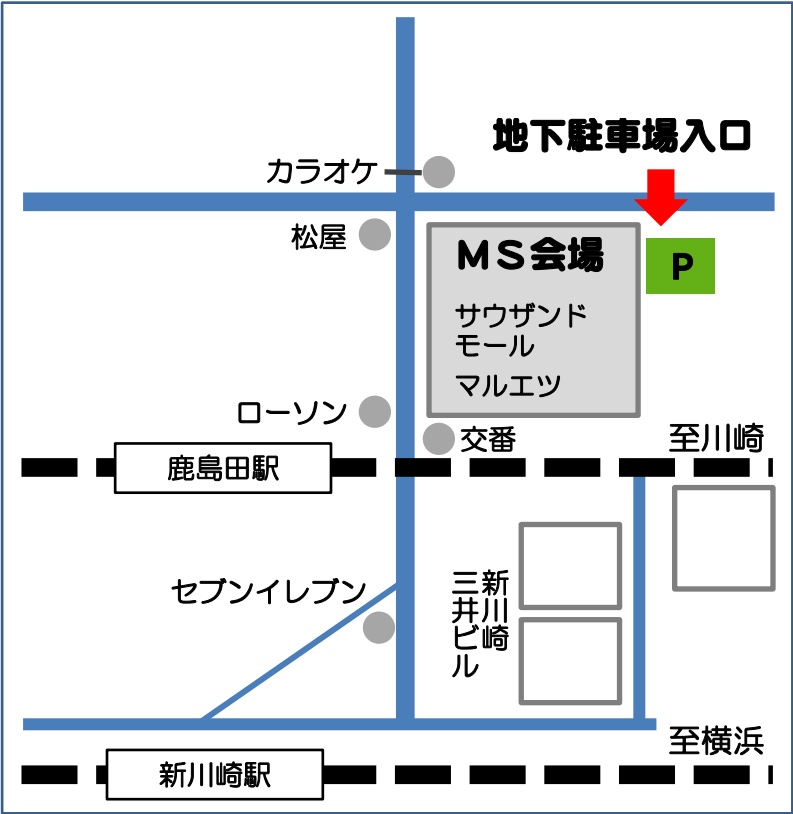 地下駐車場入口
カラオケ
松屋
MS会場
P
サウザンド
モール
マルエツ
ローソン
交番
至川崎
鹿島田駅
セブンイレブン
新川崎
三井ビル
至横浜
新川崎駅